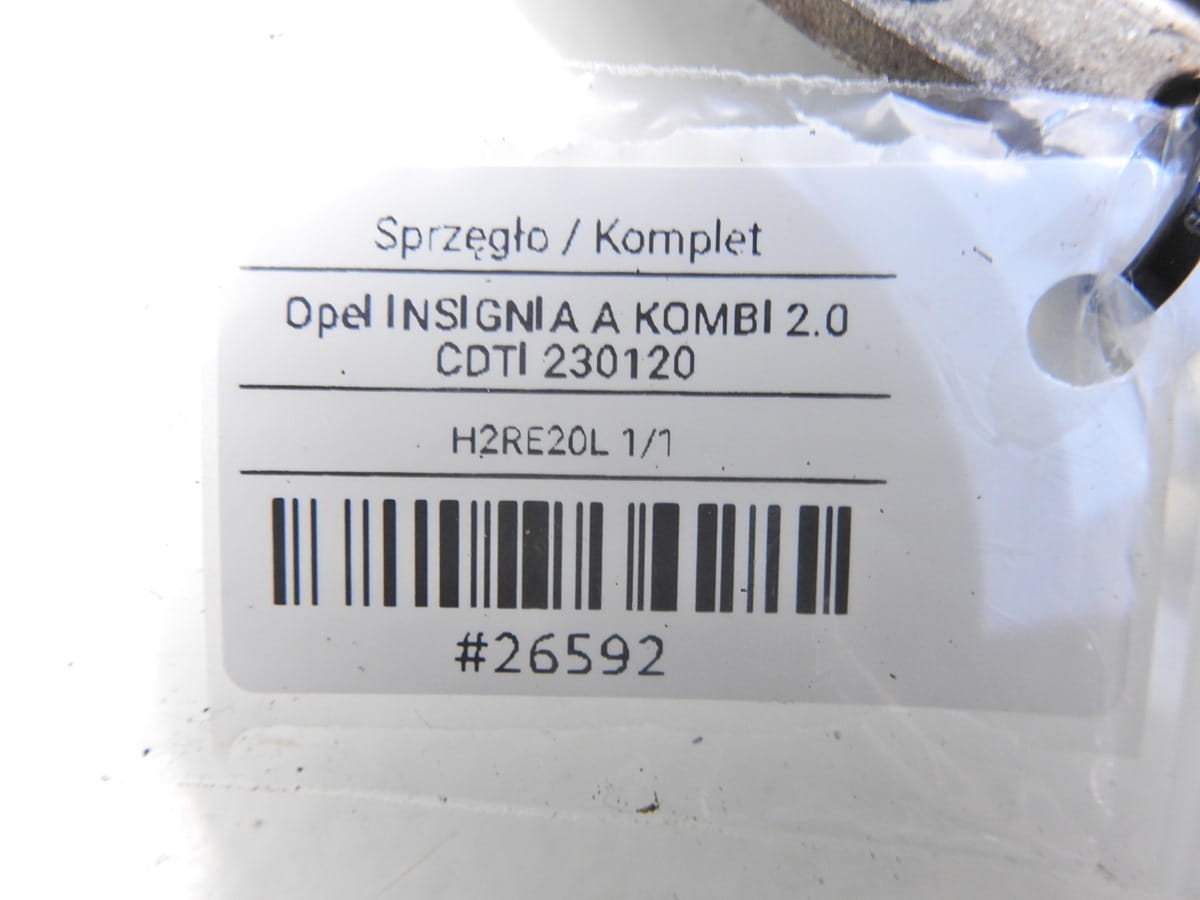 Sprzęgło / Komplet
Opel INSIGNIA A KOMBI 2.0
CDTI 230120
H2RE20L 1/1
#26592